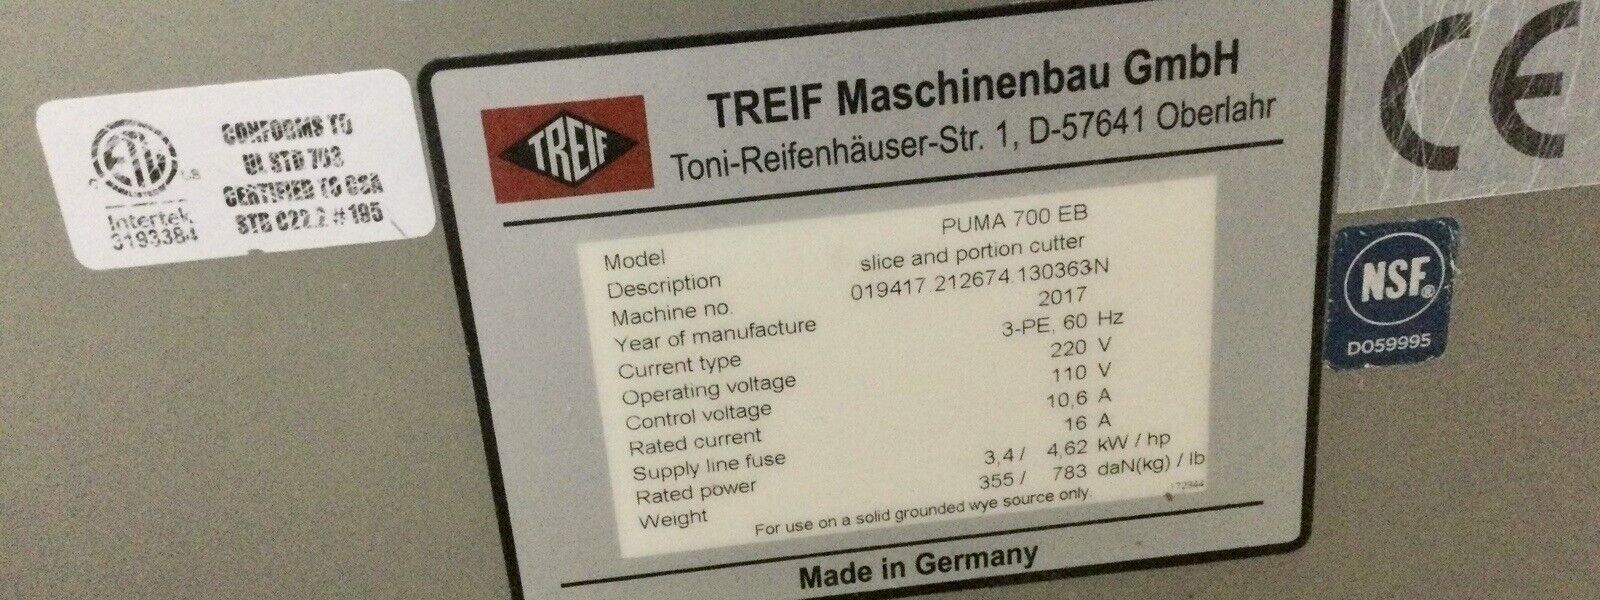 CONFORMS TO
UL STD 763
CERTIFIED TO CSA
STD C22.2 #195
Intertek
3193384
TREIF
TREIF Maschinenbau GmbH
Toni-Reifenhäuser-Str. 1, D-57641 Oberlahr
Model PUMA 700 EB
Description slice and portion cutter
Machine no. 019417.212674.130363-N
Year of manufacture 2017
Current type 3-PE, 60 Hz
Operating voltage 220 V
Control voltage 110 V
Rated current 10,6 A
Supply line fuse 16 A
Rated power 3,4 / 4,62 kW / hp
Weight 355 / 783 daN(kg) / lb
For use on a solid grounded wye source only.
Made in Germany
CE
NSF®
DO59995